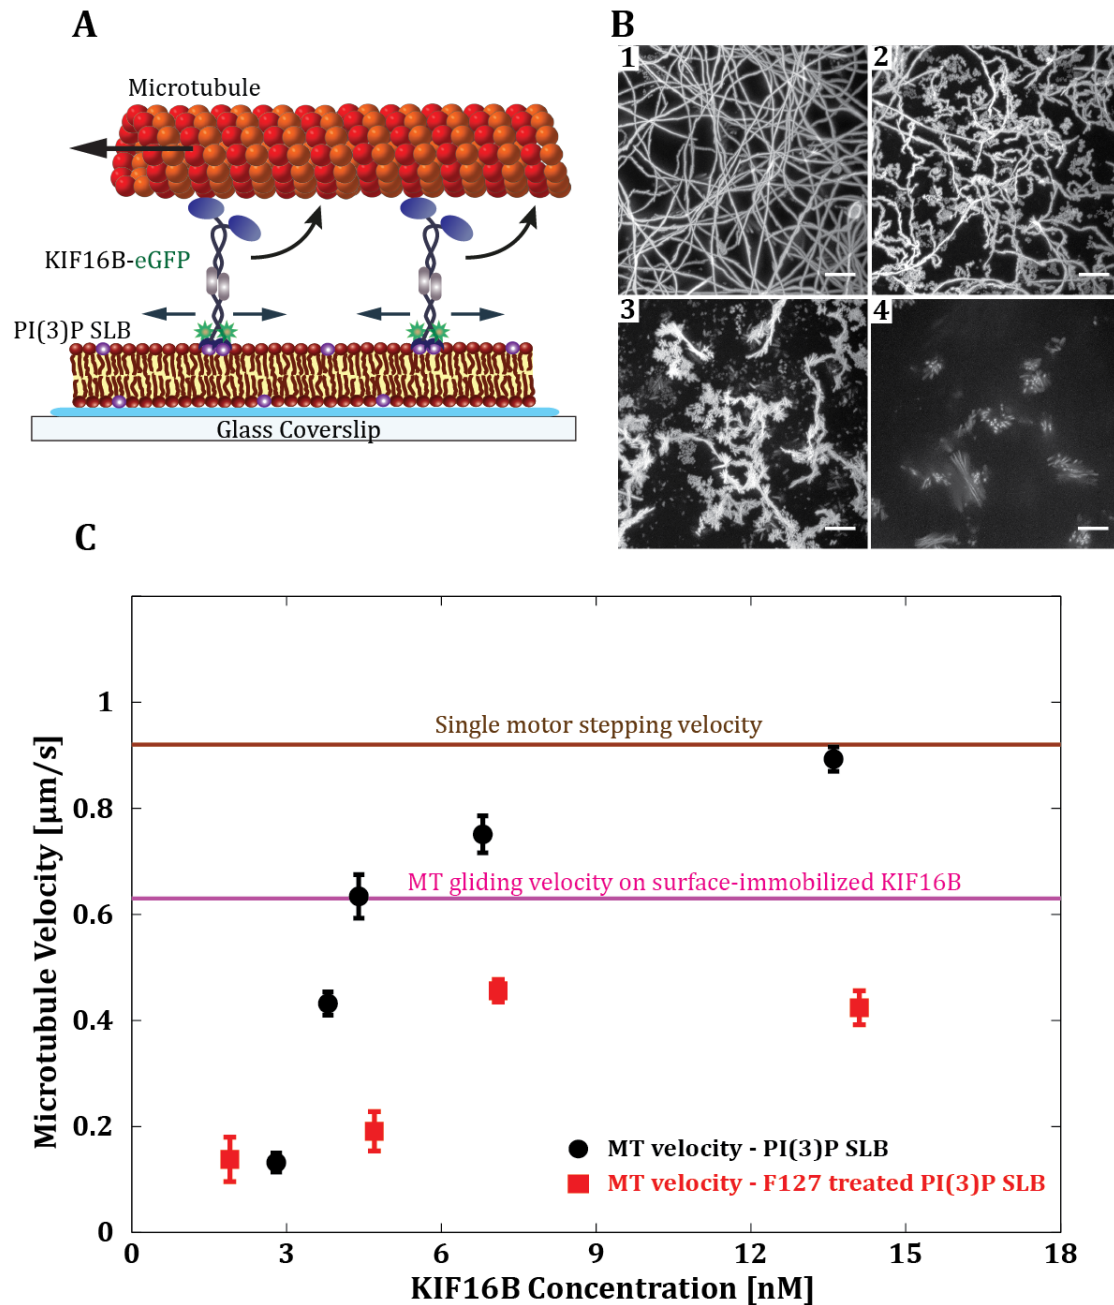 A
Microtubule
KIF16B-eGFP
PI(3)P SLB
Glass Coverslip
B
1
2
3
4
C
Microtubule Velocity [µm/s]
1
0.8
0.6
0.4
0.2
0
Single motor stepping velocity
MT gliding velocity on surface-immobilized KIF16B
MT velocity - PI(3)P SLB
MT velocity - F127 treated PI(3)P SLB
0 3 6 9 12 15 18
KIF16B Concentration [nM]